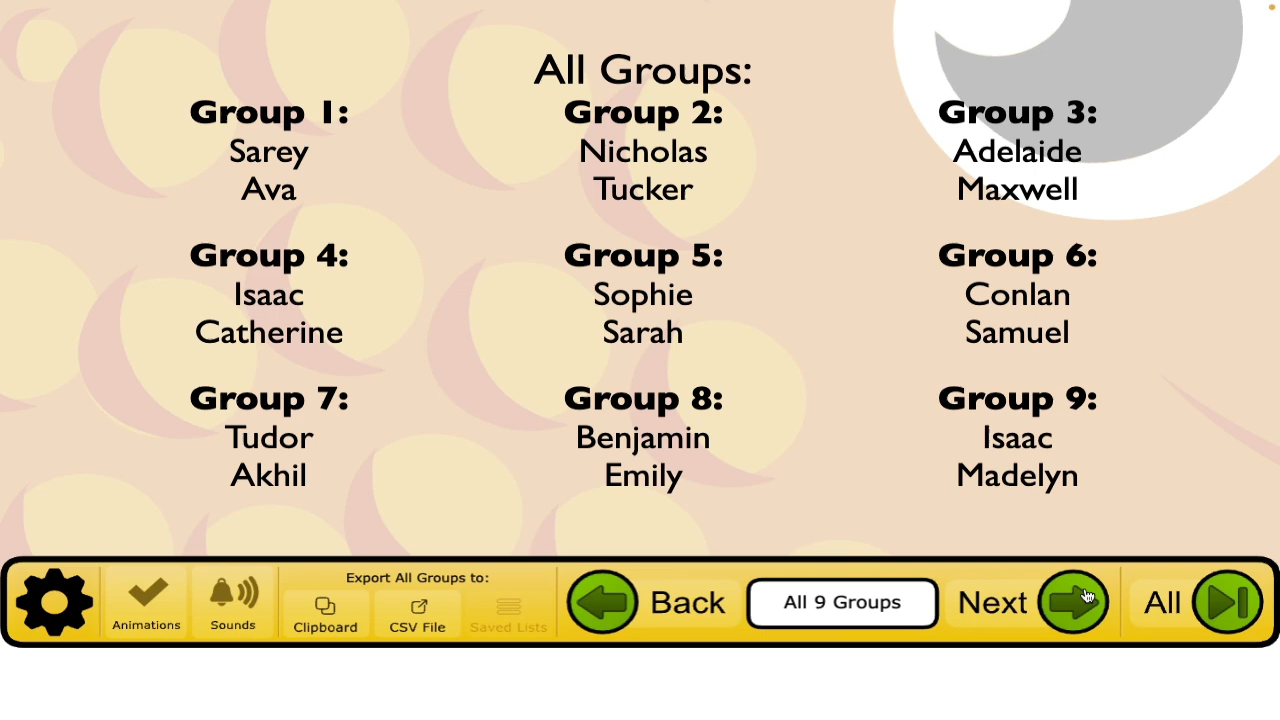 All Groups:
Group 1:
Sarey
Ava
Group 2:
Nicholas
Tucker
Group 3:
Adelaide
Maxwell
Group 4:
Isaac
Catherine
Group 5:
Sophie
Sarah
Group 6:
Conlan
Samuel
Group 7:
Tudor
Akhil
Group 8:
Benjamin
Emily
Group 9:
Isaac
Madelyn
Animations
Sounds
Export All Groups to:
Clipboard
CSV File
Saved Lists
Back
All 9 Groups
Next
All